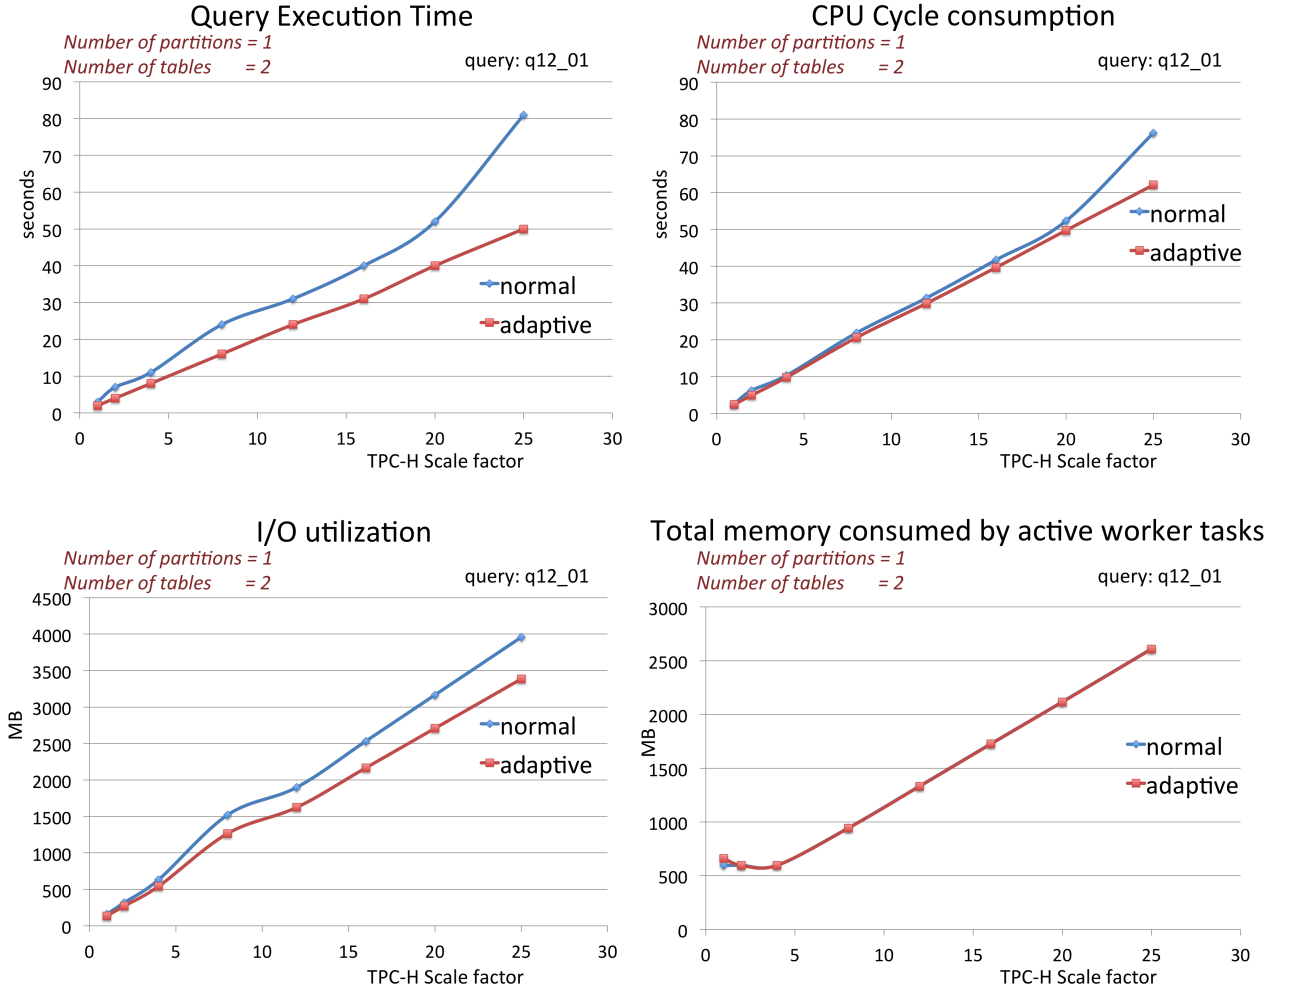 Query Execution Time
Number of partitions = 1
Number of tables = 2
query: q12_01
90
80
70
60
50
40
30
20
10
0
seconds
normal
adaptive
0 5 10 15 20 25 30
TPC-H Scale factor
CPU Cycle consumption
Number of partitions = 1
Number of tables = 2
query: q12_01
90
80
70
60
50
40
30
20
10
0
seconds
normal
adaptive
0 5 10 15 20 25 30
TPC-H Scale factor
I/O utilization
Number of partitions = 1
Number of tables = 2
query: q12_01
4500
4000
3500
3000
2500
2000
1500
1000
500
0
MB
normal
adaptive
0 5 10 15 20 25 30
TPC-H Scale factor
Total memory consumed by active worker tasks
Number of partitions = 1
Number of tables = 2
query: q12_01
3000
2500
2000
1500
1000
500
0
MB
normal
adaptive
0 5 10 15 20 25 30
TPC-H Scale factor